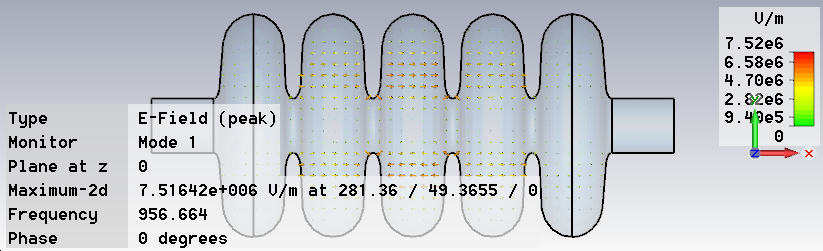 V/m
7.52e6
6.58e6
4.70e6
2.82e6
9.40e5
0
z
x
Type E-Field (peak)
Monitor Mode 1
Plane at z 0
Maximum-2d 7.51642e+006 V/m at 281.36 / 49.3655 / 0
Frequency 956.664
Phase 0 degrees